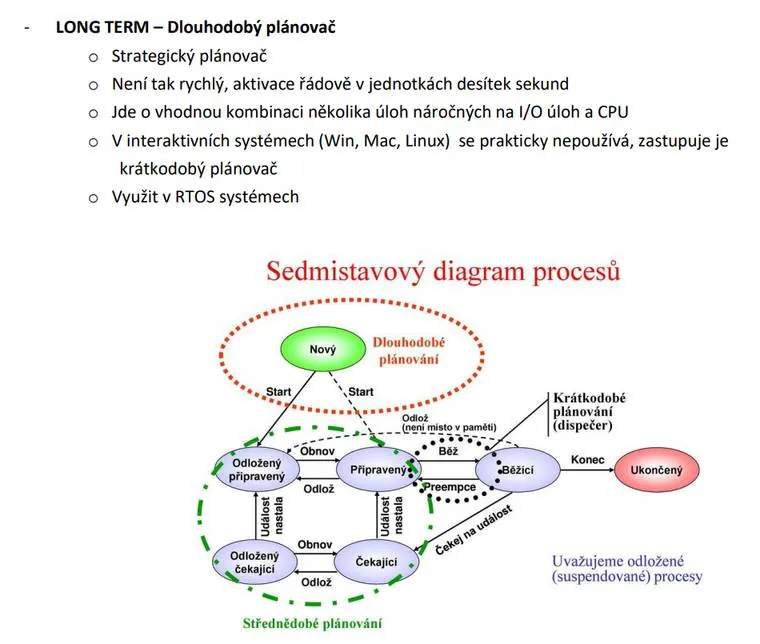 - LONG TERM – Dlouhodobý plánovač
o Strategický plánovač
o Není tak rychlý, aktivace řádově v jednotkách desítek sekund
o Jde o vhodnou kombinaci několika úloh náročných na I/O úloh a CPU
o V interaktivních systémech (Win, Mac, Linux) se prakticky nepoužívá, zastupuje je
krátkodobý plánovač
o Využit v RTOS systémech
Sedmistavový diagram procesů
Nový
Dlouhodobé
plánování
Start
Start
Krátkodobé
plánování
(dispečer)
Odlož
(není místo v paměti)
Odložený
připravený
Obnov
Odlož
Připravený
Běž
Preempce
Běžící
Konec
Ukončený
Událost
nastala
Událost
nastala
Čekej na událost
Odložený
čekající
Obnov
Odlož
Čekající
Uvažujeme odložené
(suspendované) procesy
Střednědobé plánování